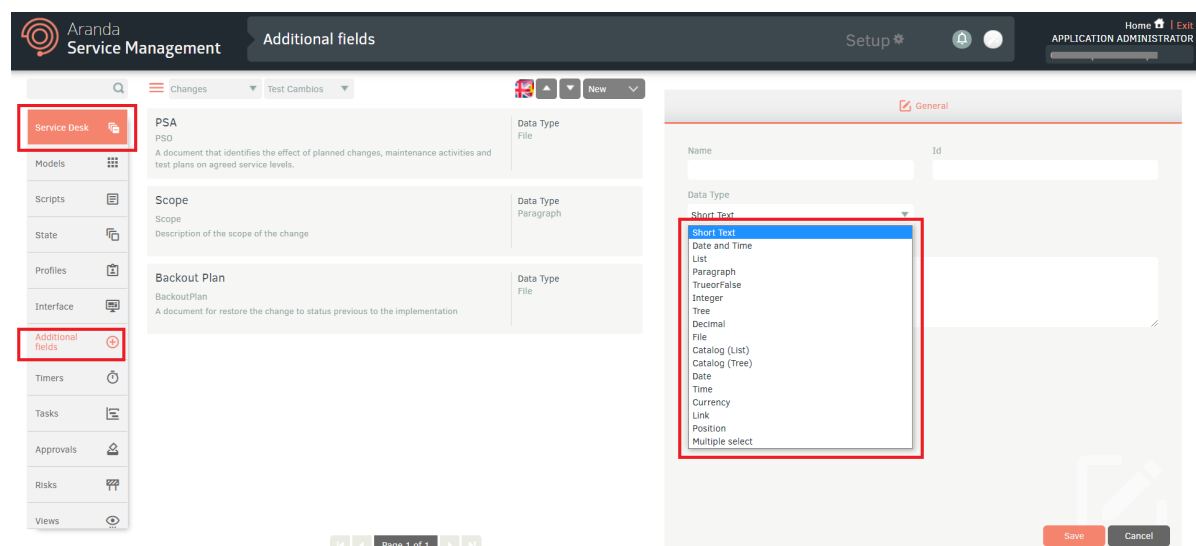 Aranda
Service Management
Additional fields
Setup
Home | Exit
APPLICATION ADMINISTRATOR
Changes
Test Cambios
New
Service Desk
Models
Scripts
State
Profiles
Interface
Additional
fields
Timers
Tasks
Approvals
Risks
Views
PSA
PSO
A document that identifies the effect of planned changes, maintenance activities and
test plans on agreed service levels.
Data Type
File
Scope
Scope
Description of the scope of the change
Data Type
Paragraph
Backout Plan
BackoutPlan
A document for restore the change to status previous to the implementation
Data Type
File
Page 1 of 1
General
Name
Id
Data Type
Short Text
Short Text
Date and Time
List
Paragraph
TrueorFalse
Integer
Tree
Decimal
File
Catalog (List)
Catalog (Tree)
Date
Time
Currency
Link
Position
Multiple select
Save
Cancel